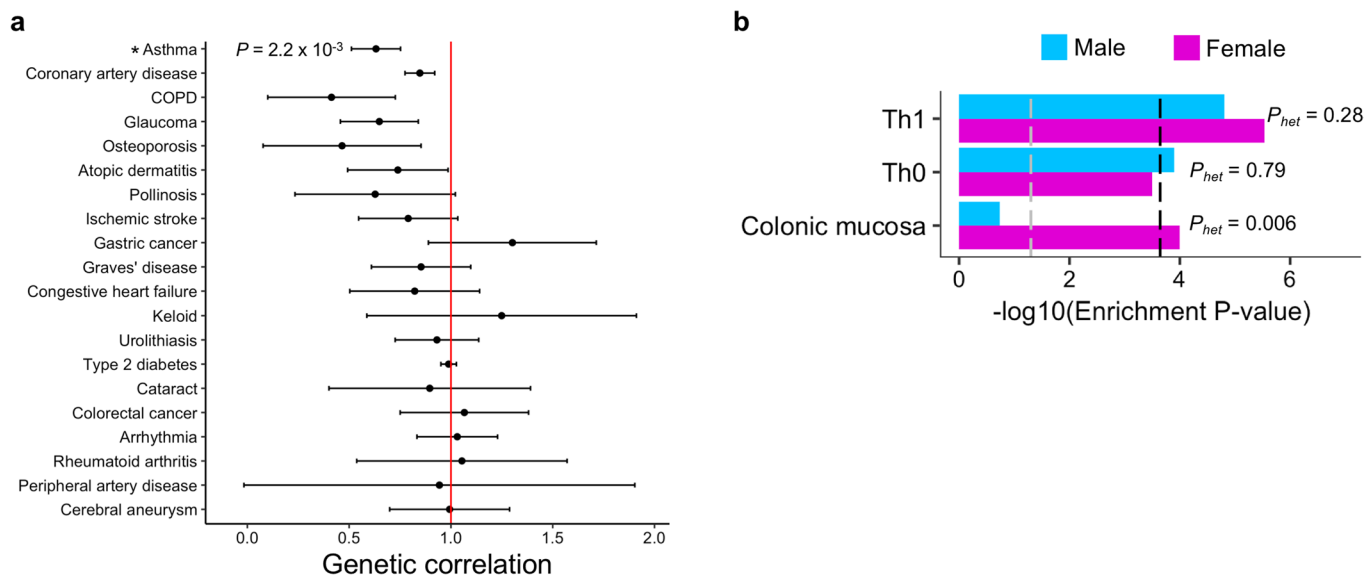 a
* Asthma
P = 2.2 x 10-3
Coronary artery disease
COPD
Glaucoma
Osteoporosis
Atopic dermatitis
Pollinosis
Ischemic stroke
Gastric cancer
Graves' disease
Congestive heart failure
Keloid
Urolithiasis
Type 2 diabetes
Cataract
Colorectal cancer
Arrhythmia
Rheumatoid arthritis
Peripheral artery disease
Cerebral aneurysm
0.0 0.5 1.0 1.5 2.0
Genetic correlation
b
Male Female
Th1
Phet = 0.28
Th0
Phet = 0.79
Colonic mucosa
Phet = 0.006
0 2 4 6
-log10(Enrichment P-value)